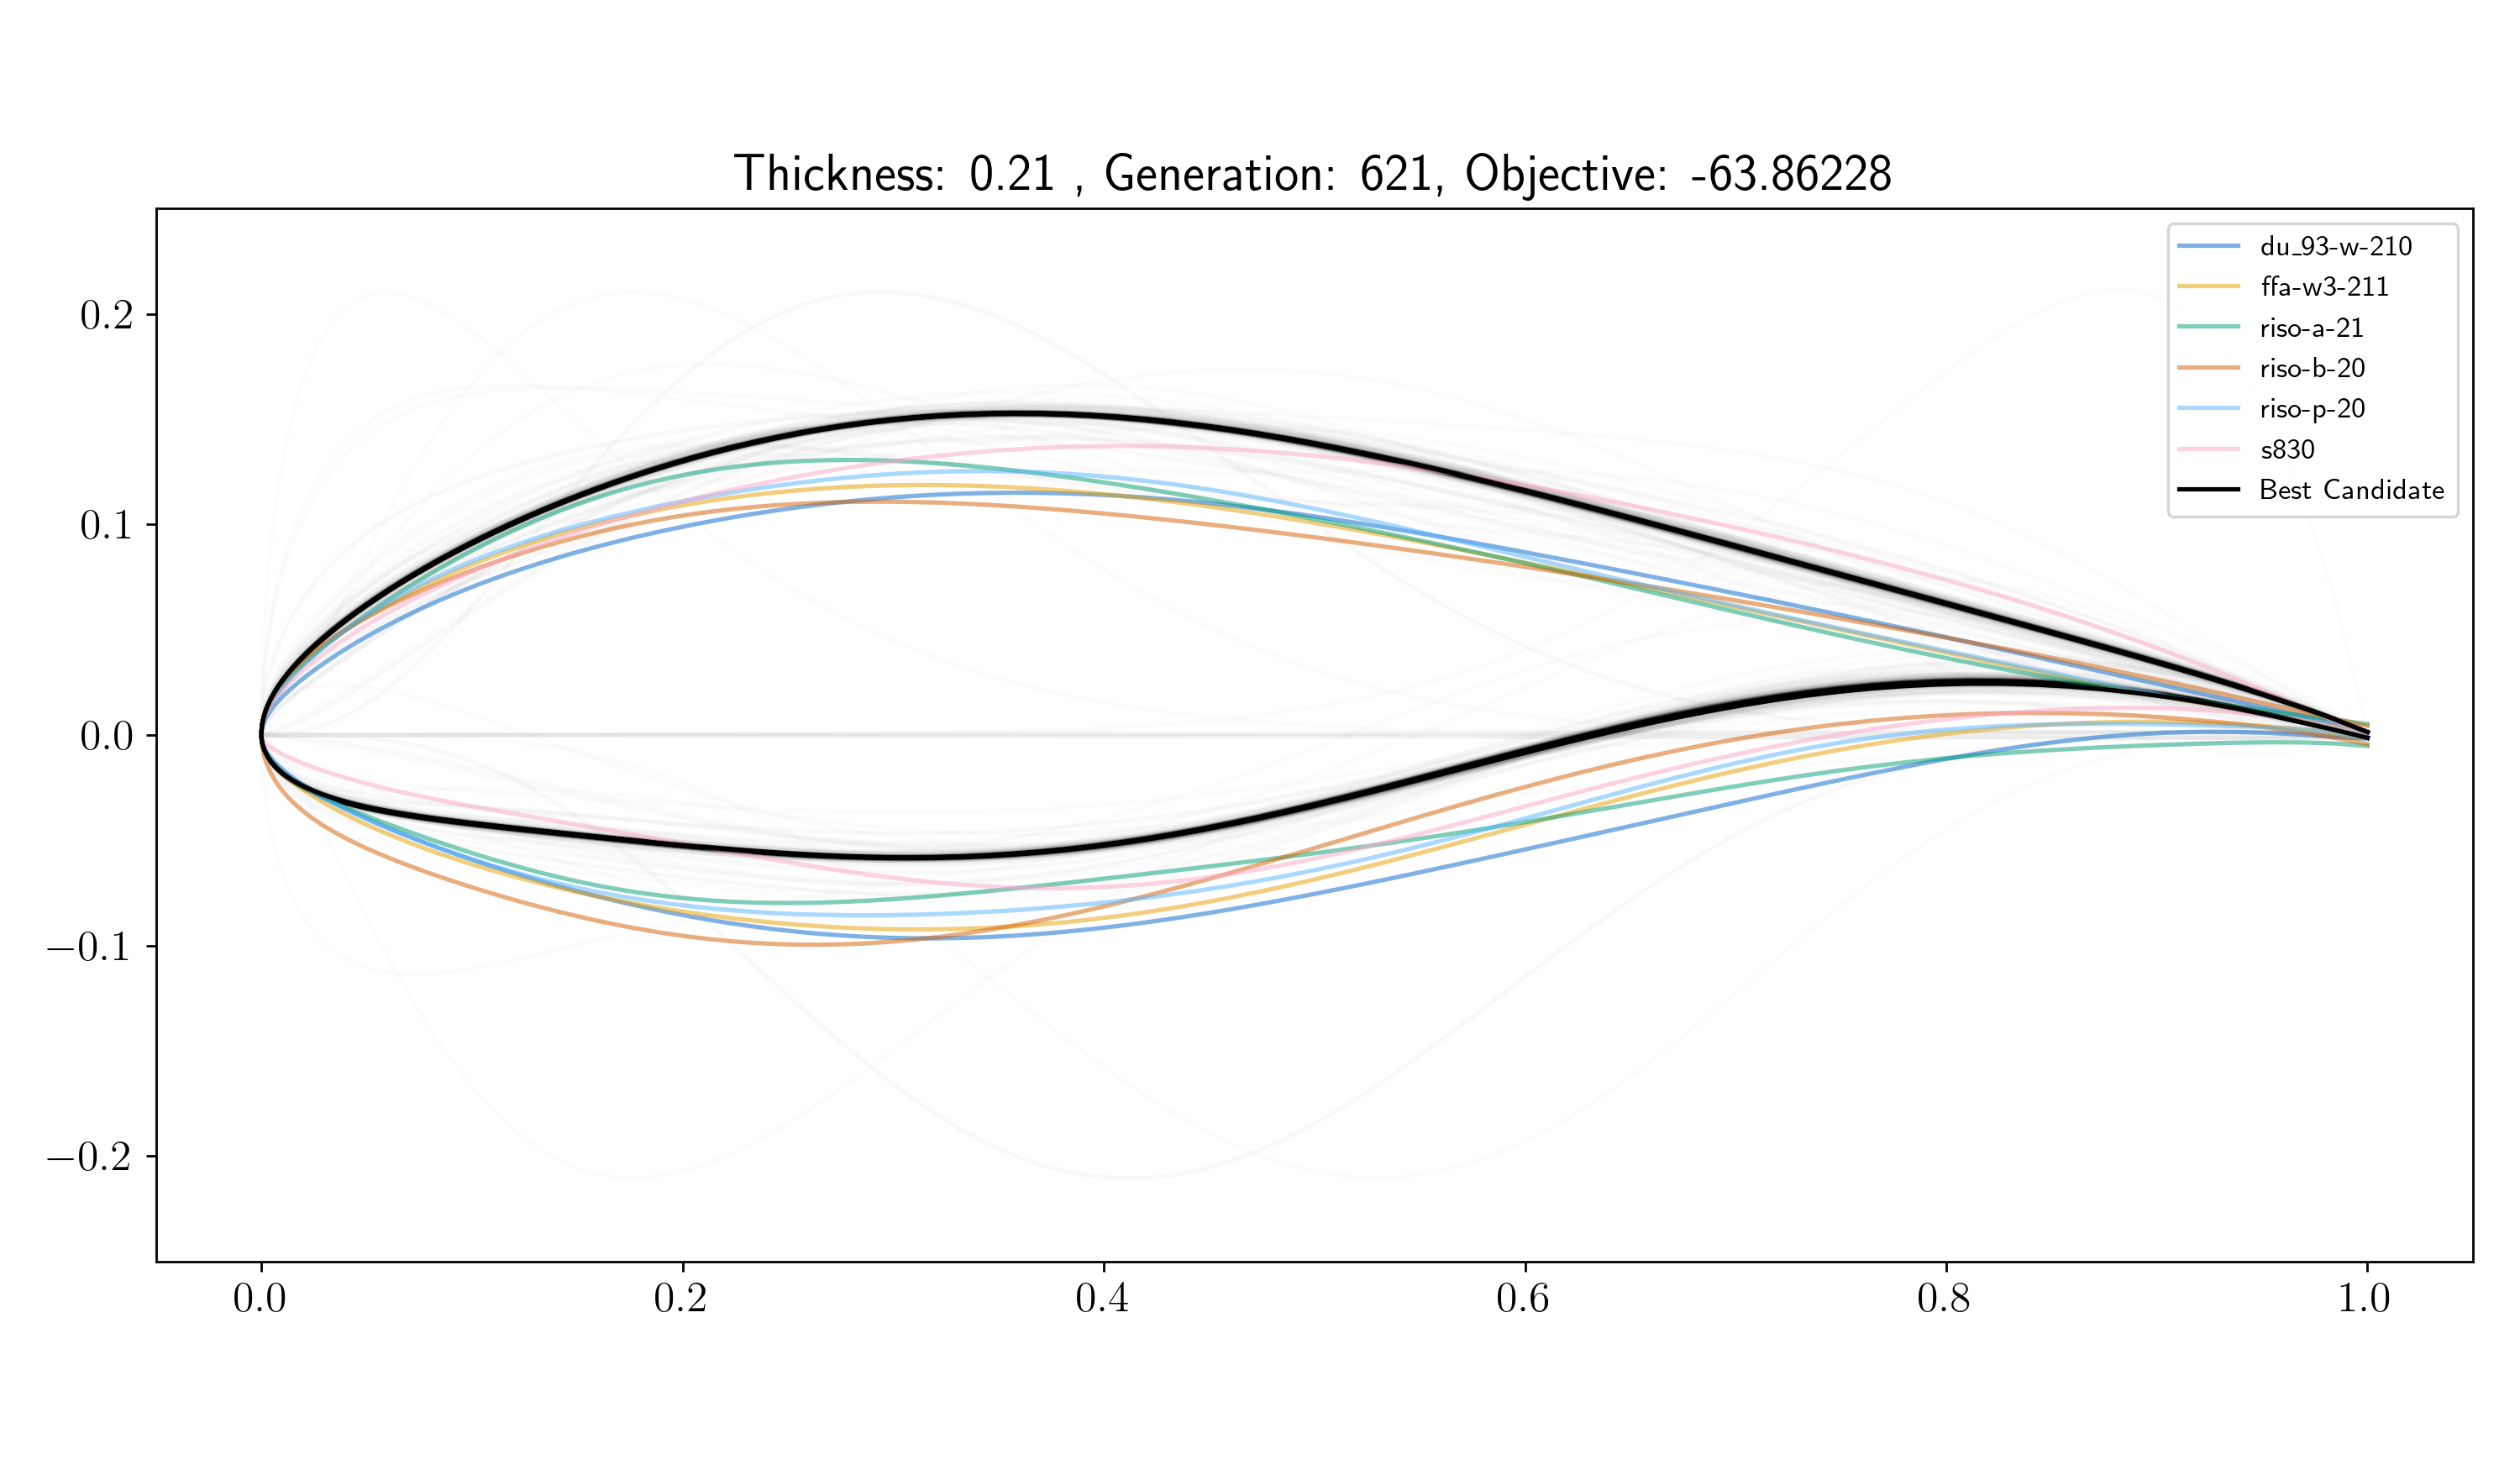 Thickness: 0.21 , Generation: 621, Objective: -63.86228
du_93-w-210
ffa-w3-211
riso-a-21
riso-b-20
riso-p-20
s830
Best Candidate
0.2
0.1
0.0
−0.1
−0.2
0.0 0.2 0.4 0.6 0.8 1.0